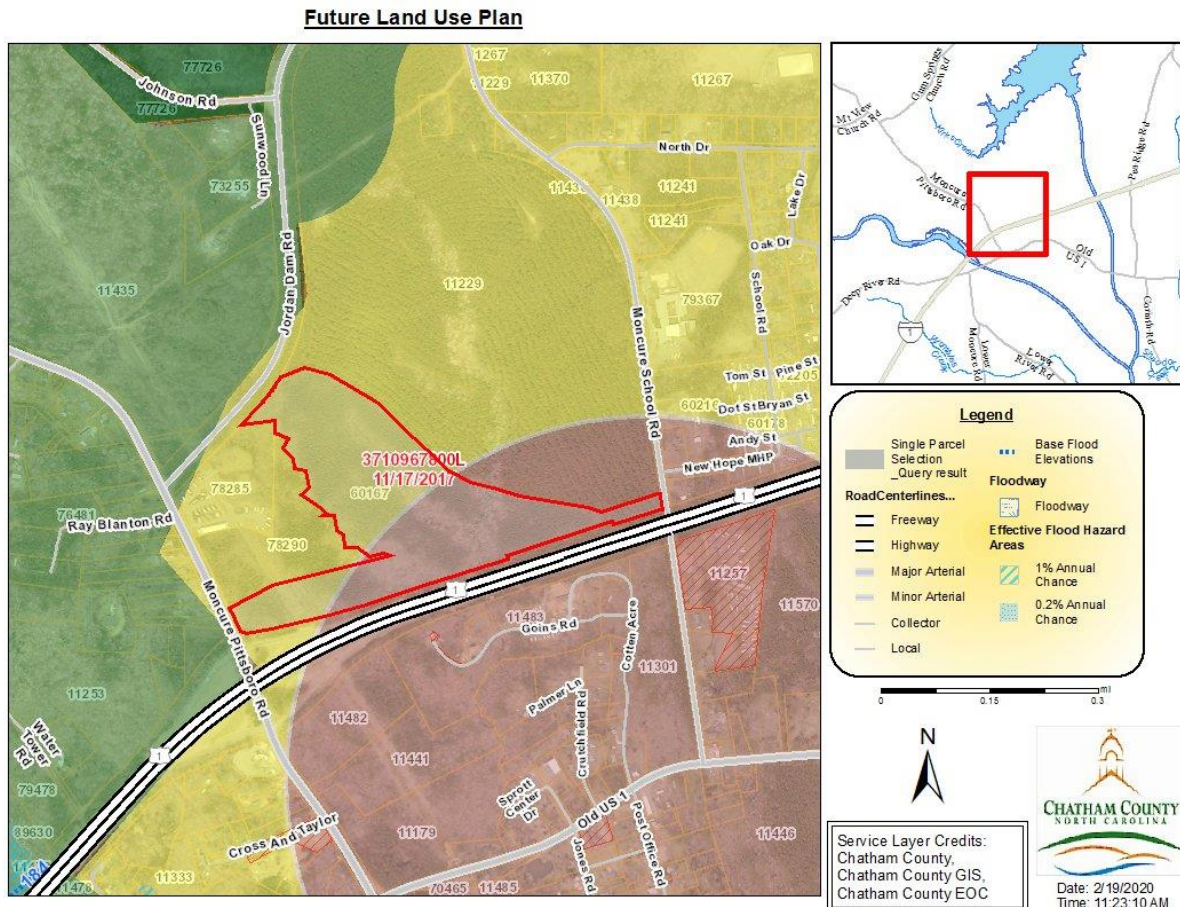 Future Land Use Plan
77726
Johnson Rd
77726
Sunwood Ln
73255
Jordan Dam Rd
11435
1267
11229
11370
11267
North Dr
11438
11241
11241
Lake Dr
Oak Dr
11229
School Rd
79367
Moncure School Rd
Tom St
Pine St
Dot St
Bryan St
60216
60178
Andy St
New Hope MHP
3710967800L
11/17/2017
60167
78285
76481
Ray Blanton Rd
78290
1
1
11257
11570
11483
Goins Rd
Cotten Acre
11301
Moncure Pittsboro Rd
11253
Palmer Ln
Crutchfield Rd
11482
11441
Water
Tower
Rd
79478
89630
184
11478
11333
Cross And Taylor
11179
Sprott
Center
Dr
Old US 1
Post Office Rd
Jones Rd
70465
11485
11446
Gum Springs
Church Rd
Mt View
Church Rd
Moncure
Pittsboro Rd
Pea Ridge Rd
Old
US 1
Deep River Rd
1
Lower
Moncure Rd
Lower
River Rd
Corinth Rd
Legend
Single Parcel
Selection
_Query result
RoadCenterlines...
Freeway
Highway
Major Arterial
Minor Arterial
Collector
Local
Base Flood
Elevations
Floodway
Floodway
Effective Flood Hazard
Areas
1% Annual
Chance
0.2% Annual
Chance
0 0.15 0.3 mi
N
CHATHAM COUNTY
NORTH CAROLINA
Service Layer Credits:
Chatham County,
Chatham County GIS,
Chatham County EOC
Date: 2/19/2020
Time: 11:23:10 AM